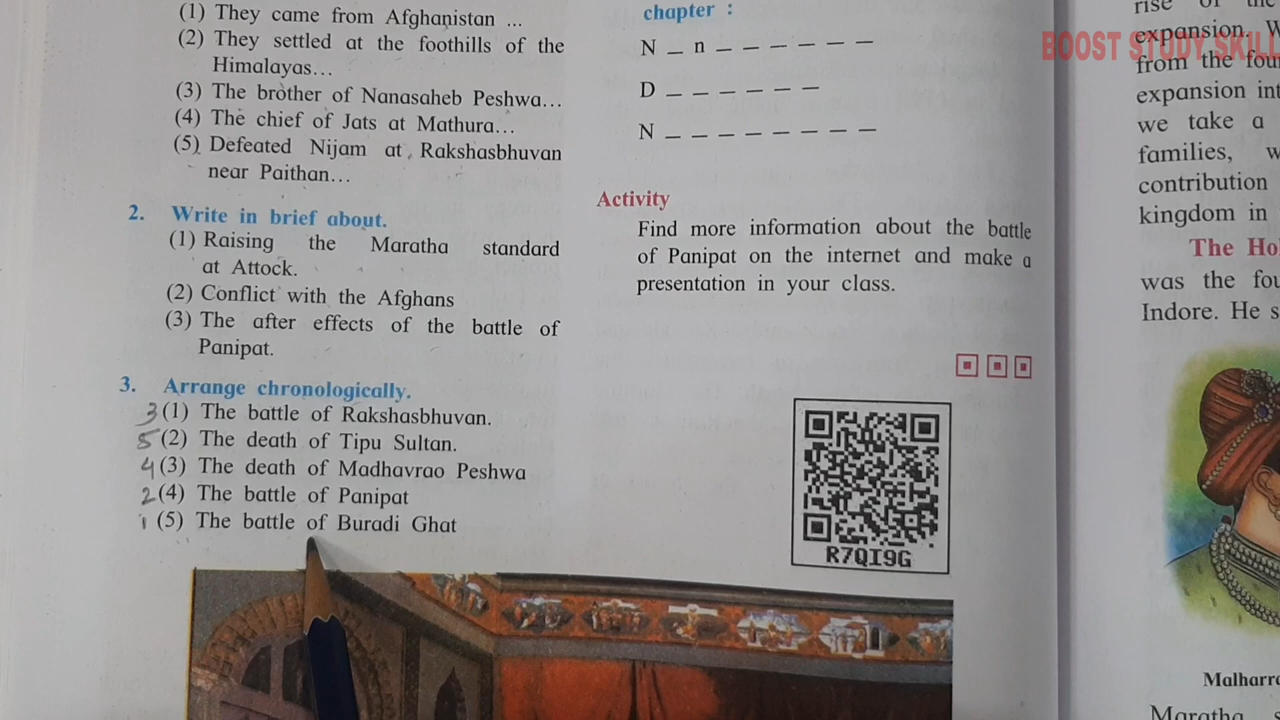 (1) They came from Afghanistan ...
(2) They settled at the foothills of the
Himalayas...
(3) The brother of Nanasaheb Peshwa...
(4) The chief of Jats at Mathura...
(5) Defeated Nijam at Rakshasbhuvan
near Paithan...
2. Write in brief about.
(1) Raising the Maratha standard
at Attock.
(2) Conflict with the Afghans
(3) The after effects of the battle of
Panipat.
3. Arrange chronologically.
3 (1) The battle of Rakshasbhuvan.
5 (2) The death of Tipu Sultan.
4 (3) The death of Madhavrao Peshwa
2 (4) The battle of Panipat
1 (5) The battle of Buradi Ghat
chapter :
N _ n _ _ _ _ _ _ _
D _ _ _ _ _ _
N _ _ _ _ _ _ _ _
Activity
Find more information about the battle
of Panipat on the internet and make a
presentation in your class.
R7QI9G
BOOST STUDY SKILL
rise of the
expansion. W
from the fou
expansion int
we take a
families, w
contribution
kingdom in
The Ho
was the fou
Indore. He s
Malharr
Maratha s